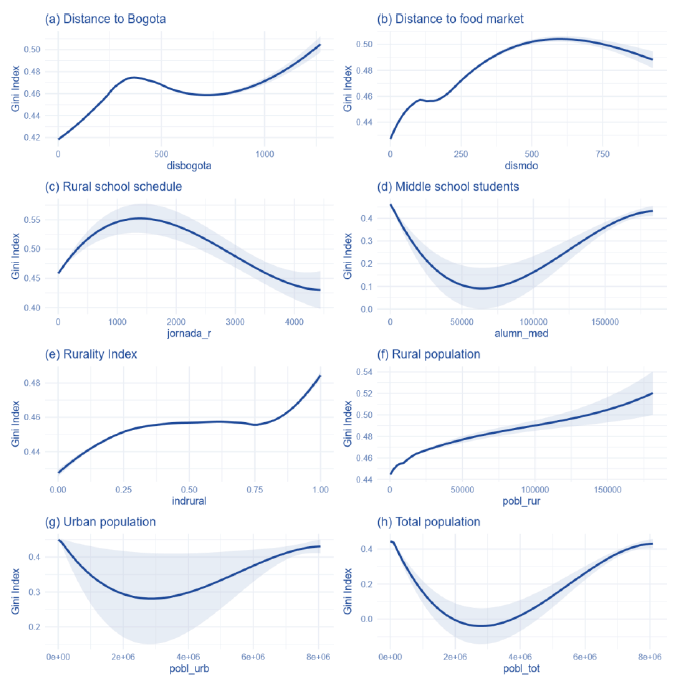 (a) Distance to Bogota
Gini Index
0.50
0.48
0.46
0.44
0.42
0
500
1000
disbogota
(b) Distance to food market
Gini Index
0.50
0.48
0.46
0.44
0
250
500
750
dismdo
(c) Rural school schedule
Gini Index
0.55
0.50
0.45
0.40
0
1000
2000
3000
4000
jornada_r
(d) Middle school students
Gini Index
0.4
0.3
0.2
0.1
0.0
0
50000
100000
150000
alumn_med
(e) Rurality Index
Gini Index
0.48
0.46
0.44
0.00
0.25
0.50
0.75
1.00
indrural
(f) Rural population
Gini Index
0.54
0.52
0.50
0.48
0.46
0.44
0
50000
100000
150000
pobl_rur
(g) Urban population
Gini Index
0.4
0.3
0.2
0e+00
2e+06
4e+06
6e+06
8e+06
pobl_urb
(h) Total population
Gini Index
0.4
0.2
0.0
0e+00
2e+06
4e+06
6e+06
8e+06
pobl_tot